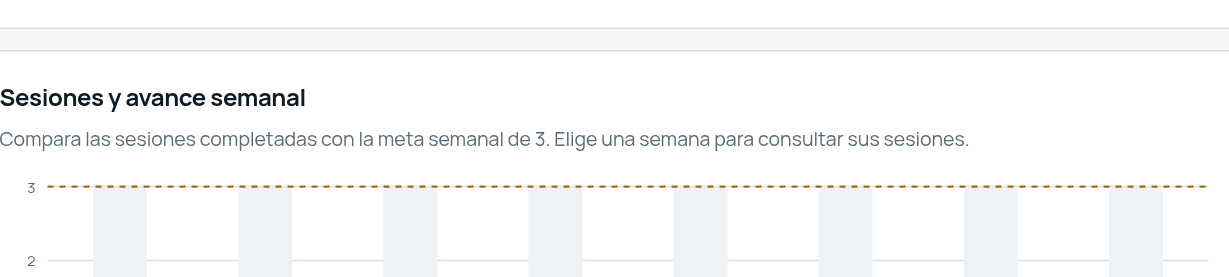 Sesiones y avance semanal
Compara las sesiones completadas con la meta semanal de 3. Elige una semana para consultar sus sesiones.
3
2